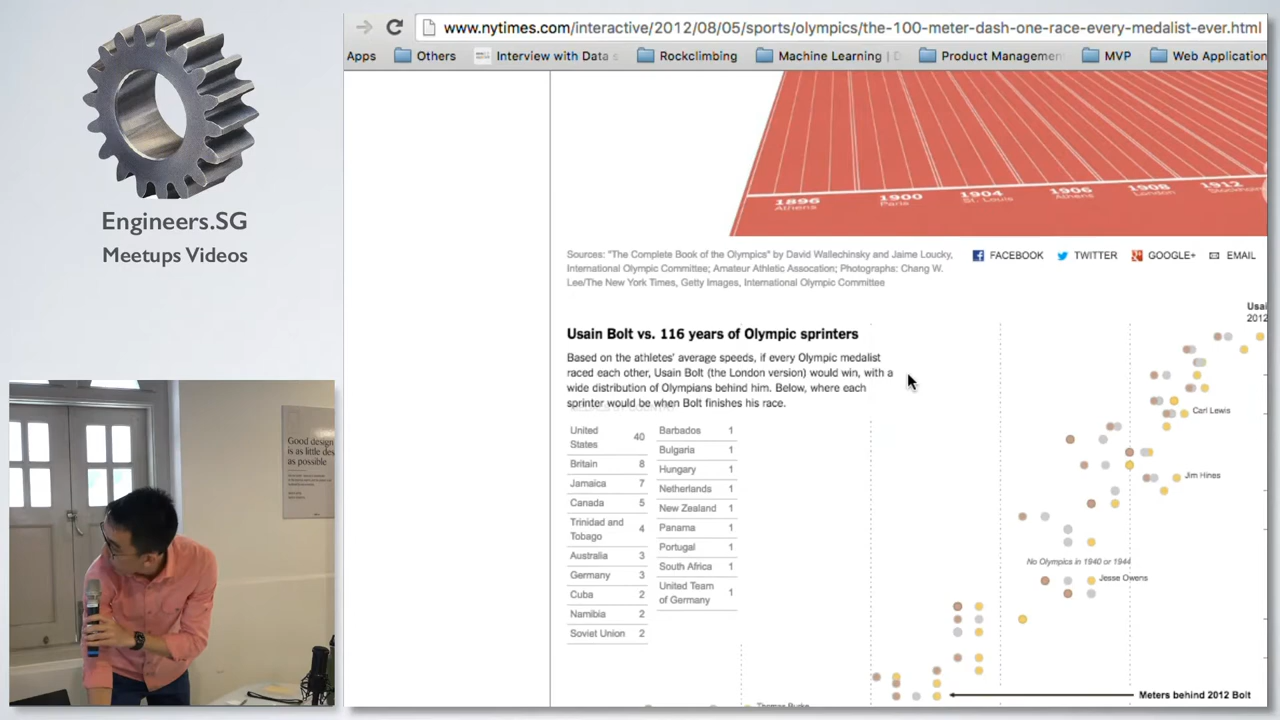 Engineers.SG
Meetups Videos
Good design
is as little des
as possible
www.nytimes.com/interactive/2012/08/05/sports/olympics/the-100-meter-dash-one-race-every-medalist-ever.html
Apps Others Interview with Data s Rockclimbing Machine Learning | D Product Managemen MVP Web Application
1896 1900 1904 1906 1908 1912
Athens Paris St. Louis Athens London Stockholm
Sources: "The Complete Book of the Olympics" by David Wallechinsky and Jaime Loucky,
International Olympic Committee; Amateur Athletic Assocation; Photographs: Chang W.
Lee/The New York Times, Getty Images, International Olympic Committee
FACEBOOK TWITTER GOOGLE+ EMAIL
Usai
2012
Usain Bolt vs. 116 years of Olympic sprinters
Based on the athletes' average speeds, if every Olympic medalist
raced each other, Usain Bolt (the London version) would win, with a
wide distribution of Olympians behind him. Below, where each
sprinter would be when Bolt finishes his race.
United
States 40
Britain 8
Jamaica 7
Canada 5
Trinidad and
Tobago 4
Australia 3
Germany 3
Cuba 2
Namibia 2
Soviet Union 2
Barbados 1
Bulgaria 1
Hungary 1
Netherlands 1
New Zealand 1
Panama 1
Portugal 1
South Africa 1
United Team
of Germany 1
Carl Lewis
Jim Hines
No Olympics in 1940 or 1944
Jesse Owens
Meters behind 2012 Bolt
Thomas Burke